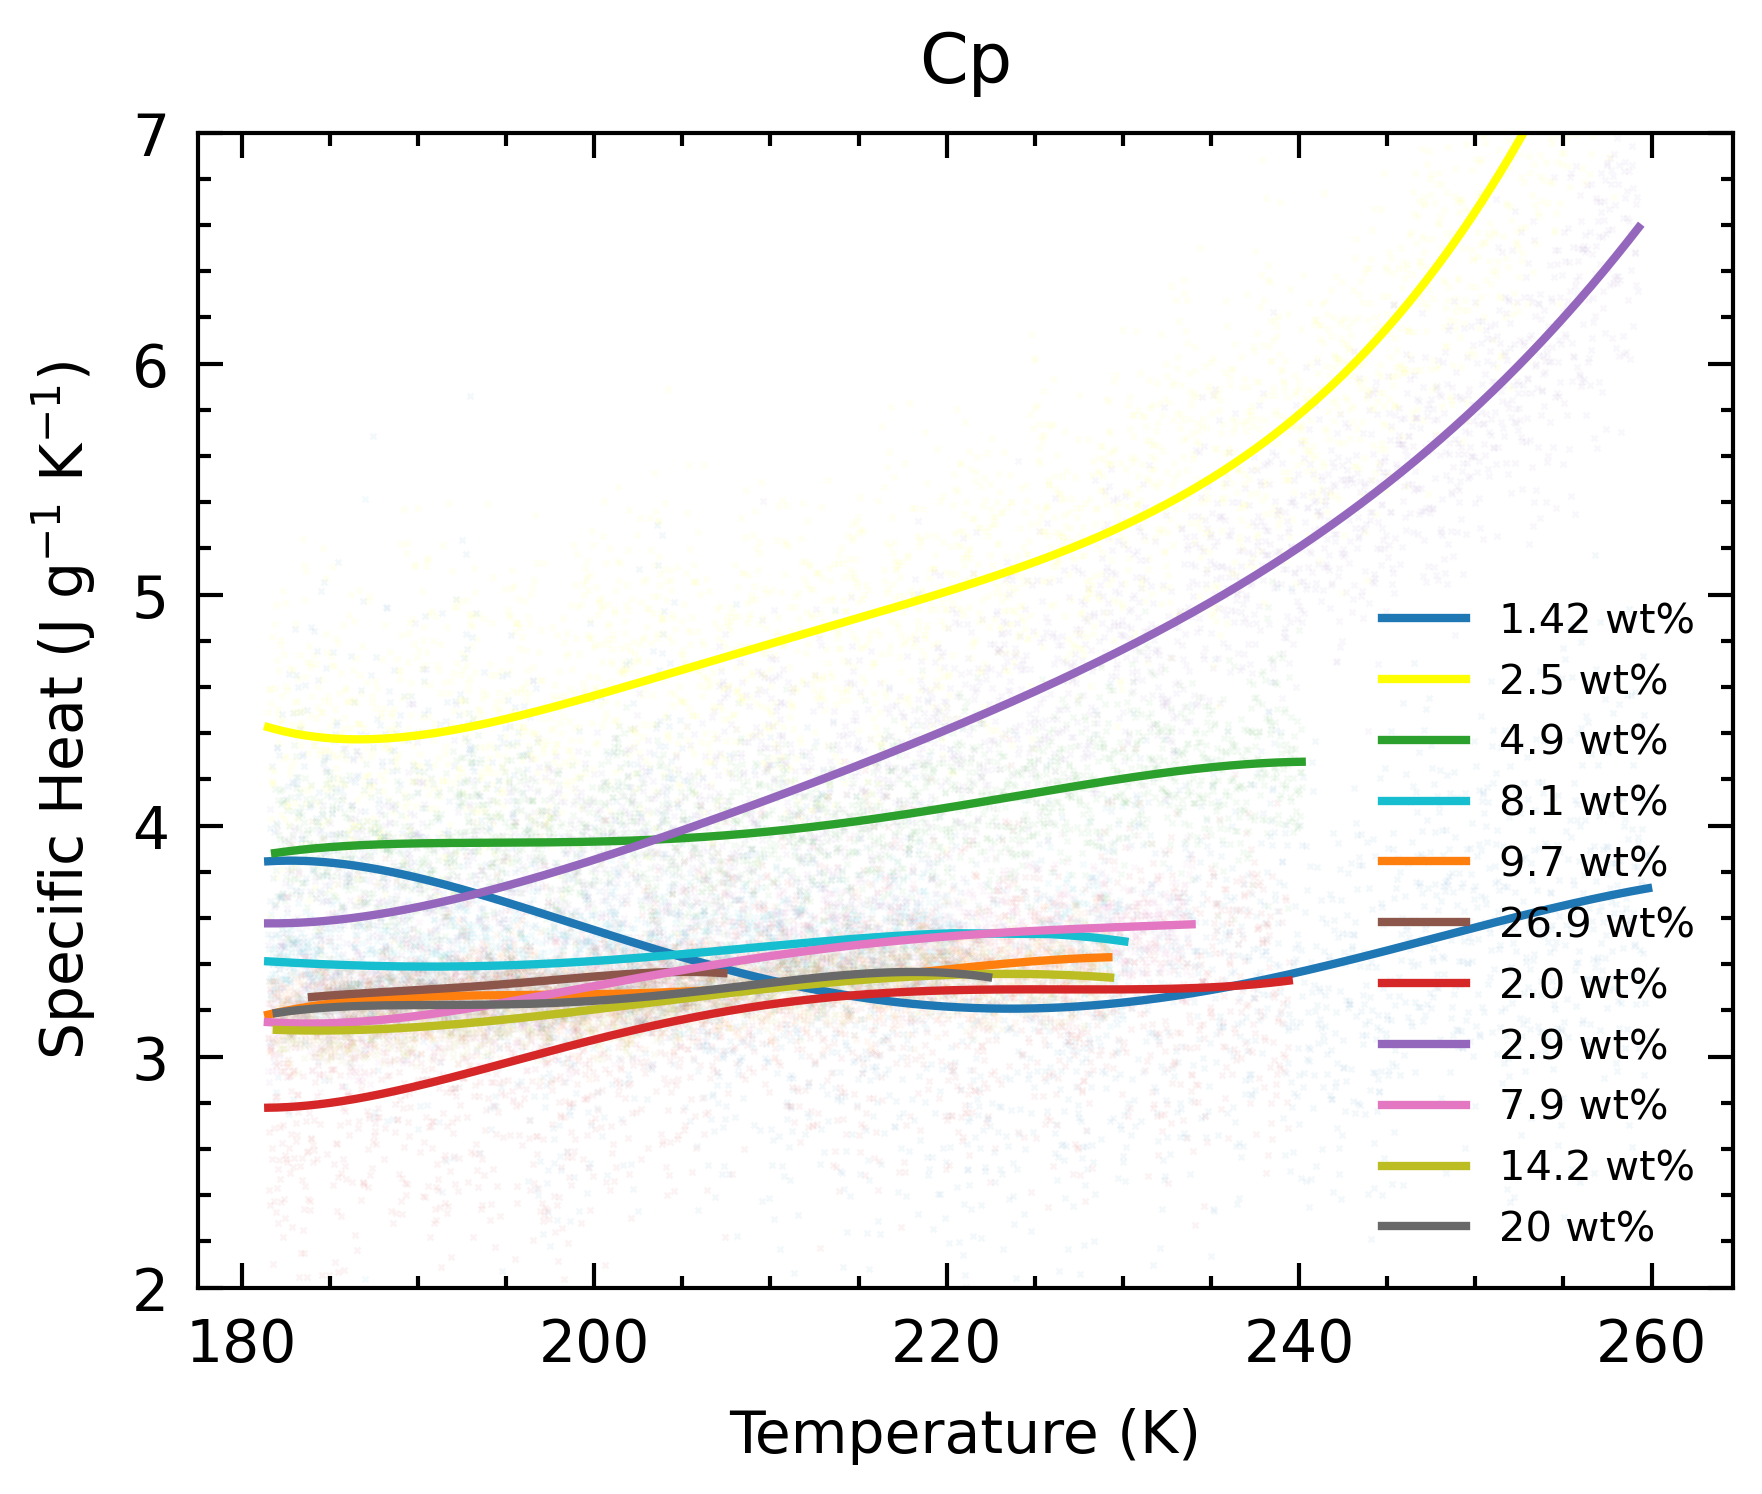 Cp
7
6
5
4
3
2
Specific Heat (J g⁻¹ K⁻¹)
1.42 wt%
2.5 wt%
4.9 wt%
8.1 wt%
9.7 wt%
26.9 wt%
2.0 wt%
2.9 wt%
7.9 wt%
14.2 wt%
20 wt%
180 200 220 240 260
Temperature (K)